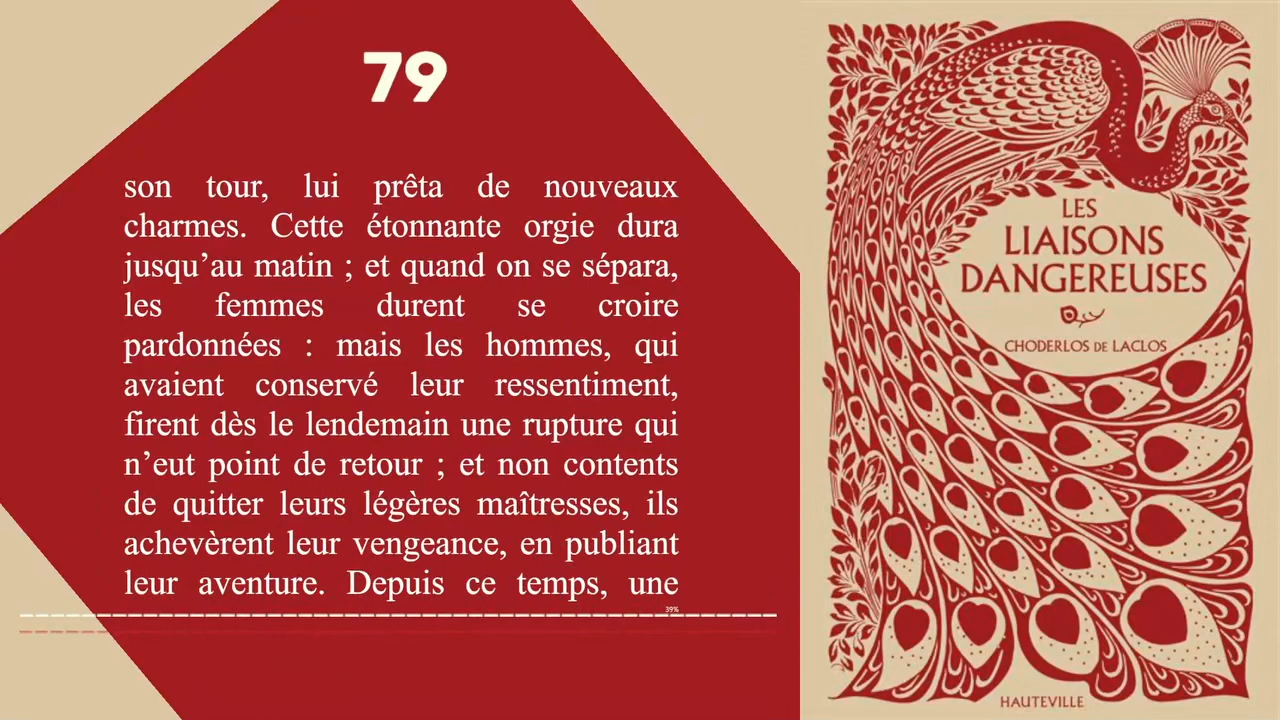 79
son tour, lui prêta de nouveaux
charmes. Cette étonnante orgie dura
jusqu’au matin ; et quand on se sépara,
les femmes durent se croire
pardonnées : mais les hommes, qui
avaient conservé leur ressentiment,
firent dès le lendemain une rupture qui
n’eut point de retour ; et non contents
de quitter leurs légères maîtresses, ils
achevèrent leur vengeance, en publiant
leur aventure. Depuis ce temps, une
39%
LES
LIAISONS
DANGEREUSES
CHODERLOS DE LACLOS
HAUTEVILLE